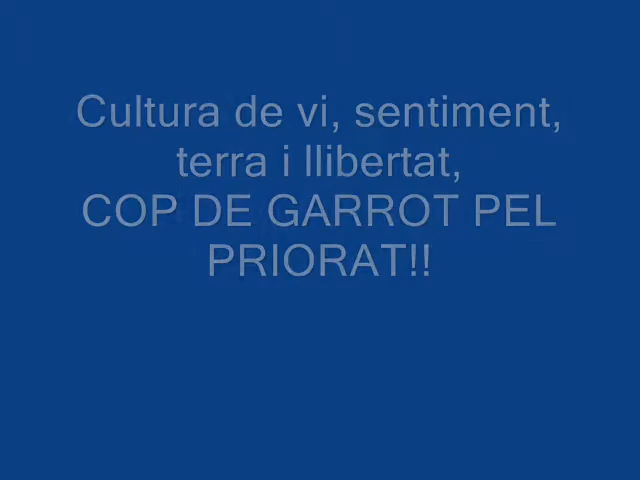 Cultura de vi, sentiment,
terra i llibertat,
COP DE GARROT PEL
PRIORAT!!